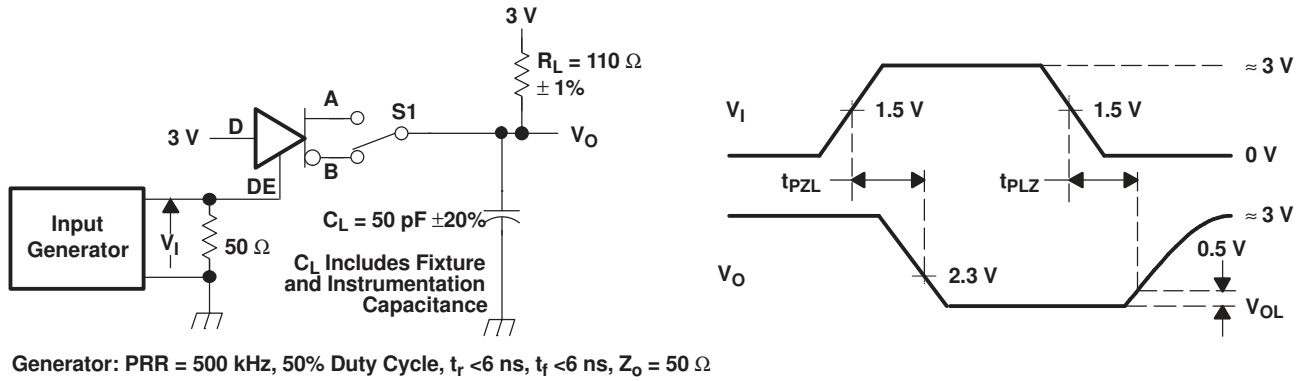 3 V
R_L = 110 Ω
± 1%
A
S1
3 V
D
V_O
B
DE
Input
Generator
V_I
50 Ω
C_L = 50 pF ±20%
C_L Includes Fixture
and Instrumentation
Capacitance
≈ 3 V
V_I
1.5 V
1.5 V
0 V
t_PZL
t_PLZ
≈ 3 V
0.5 V
V_O
2.3 V
V_OL
Generator: PRR = 500 kHz, 50% Duty Cycle, t_r <6 ns, t_f <6 ns, Z_o = 50 Ω